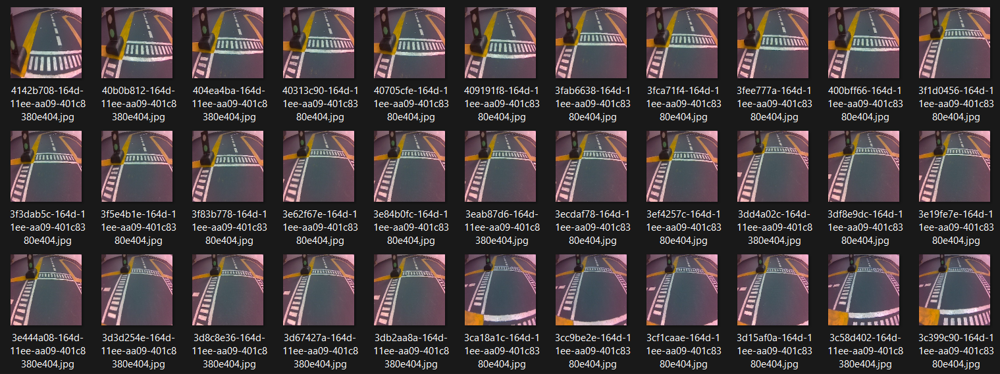 4142b708-164d-
11ee-aa09-401c8
380e404.jpg
40b0b812-164d-
11ee-aa09-401c8
380e404.jpg
404ea4ba-164d-
11ee-aa09-401c8
380e404.jpg
40313c90-164d-1
1ee-aa09-401c83
80e404.jpg
40705cfe-164d-1
1ee-aa09-401c83
80e404.jpg
409191f8-164d-1
1ee-aa09-401c83
80e404.jpg
3fab6638-164d-1
1ee-aa09-401c83
80e404.jpg
3fca71f4-164d-1
1ee-aa09-401c83
80e404.jpg
3fee777a-164d-1
1ee-aa09-401c83
80e404.jpg
400bff66-164d-1
1ee-aa09-401c83
80e404.jpg
3f1d0456-164d-1
1ee-aa09-401c83
80e404.jpg
3f3dab5c-164d-1
1ee-aa09-401c83
80e404.jpg
3f5e4b1e-164d-1
1ee-aa09-401c83
80e404.jpg
3f83b778-164d-1
1ee-aa09-401c83
80e404.jpg
3e62f67e-164d-1
1ee-aa09-401c83
80e404.jpg
3e84b0fc-164d-1
1ee-aa09-401c83
80e404.jpg
3eab87d6-164d-
11ee-aa09-401c8
380e404.jpg
3ecdaf78-164d-1
1ee-aa09-401c83
80e404.jpg
3ef4257c-164d-1
1ee-aa09-401c83
80e404.jpg
3dd4a02c-164d-
11ee-aa09-401c8
380e404.jpg
3df8e9dc-164d-1
1ee-aa09-401c83
80e404.jpg
3e19fe7e-164d-1
1ee-aa09-401c83
80e404.jpg
3e444a08-164d-
11ee-aa09-401c8
380e404.jpg
3d3d254e-164d-
11ee-aa09-401c8
380e404.jpg
3d8c8e36-164d-
11ee-aa09-401c8
380e404.jpg
3d67427a-164d-
11ee-aa09-401c8
380e404.jpg
3db2aa8a-164d-
11ee-aa09-401c8
380e404.jpg
3ca18a1c-164d-1
1ee-aa09-401c83
80e404.jpg
3cc9be2e-164d-1
1ee-aa09-401c83
80e404.jpg
3cf1caae-164d-1
1ee-aa09-401c83
80e404.jpg
3d15af0a-164d-1
1ee-aa09-401c83
80e404.jpg
3c58d402-164d-
11ee-aa09-401c8
380e404.jpg
3c399c90-164d-1
1ee-aa09-401c83
80e404.jpg